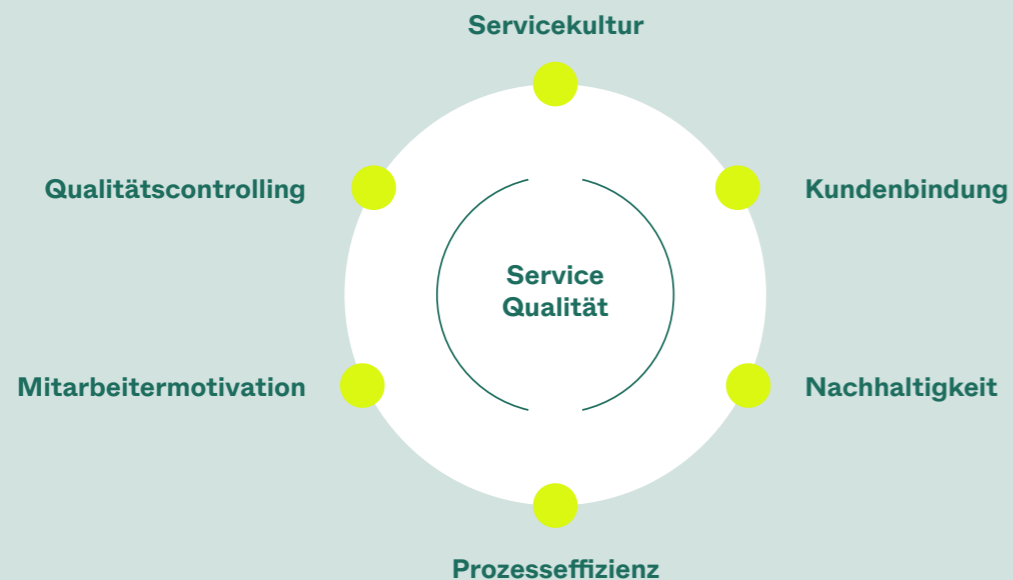 Servicekultur
Qualitätscontrolling
Kundenbindung
Service
Qualität
Mitarbeitermotivation
Nachhaltigkeit
Prozesseffizienz